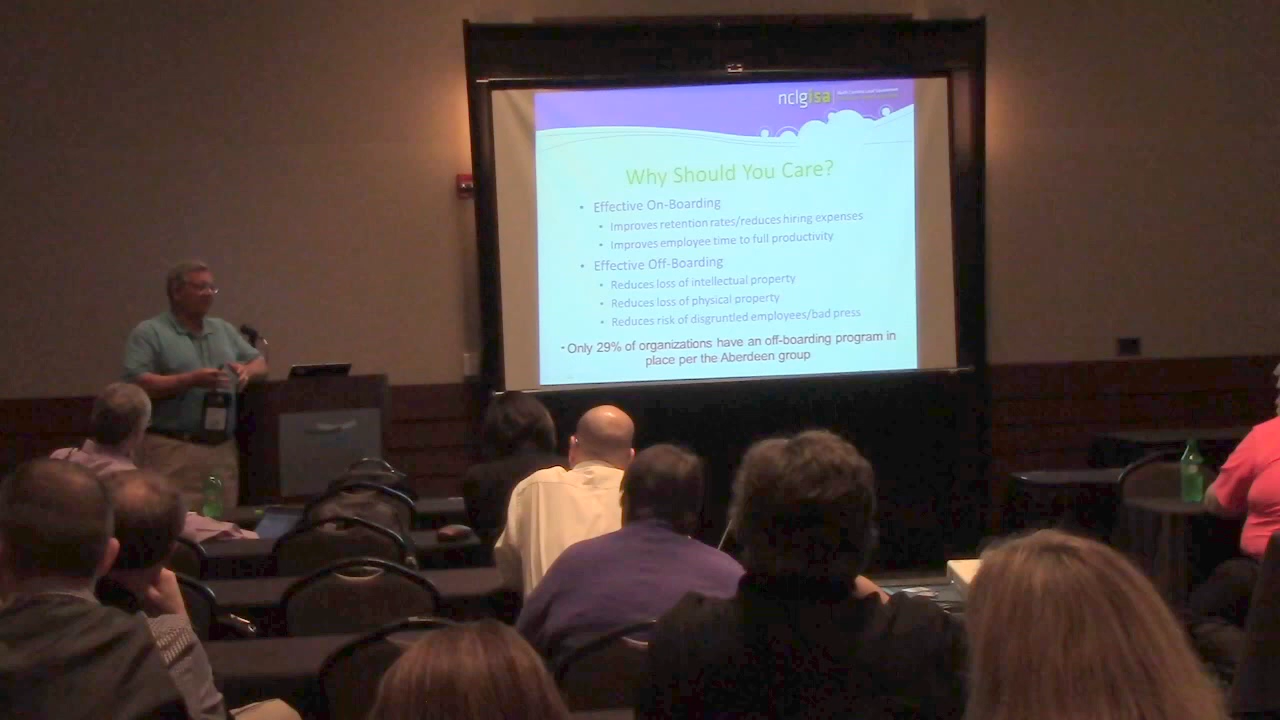 nclgisa
Why Should You Care?
• Effective On-Boarding
• Improves retention rates/reduces hiring expenses
• Improves employee time to full productivity
• Effective Off-Boarding
• Reduces loss of intellectual property
• Reduces loss of physical property
• Reduces risk of disgruntled employees/bad press
• Only 29% of organizations have an off-boarding program in
place per the Aberdeen group